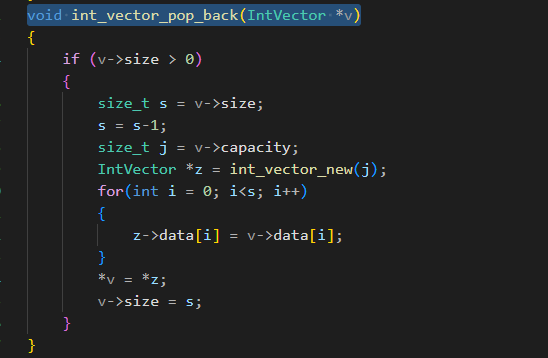 void int_vector_pop_back(IntVector *v)
{
    if (v->size > 0)
    {
        size_t s = v->size;
        s = s-1;
        size_t j = v->capacity;
        IntVector *z = int_vector_new(j);
        for(int i = 0; i<s; i++)
        {
            z->data[i] = v->data[i];
        }
        *v = *z;
        v->size = s;
    }
}